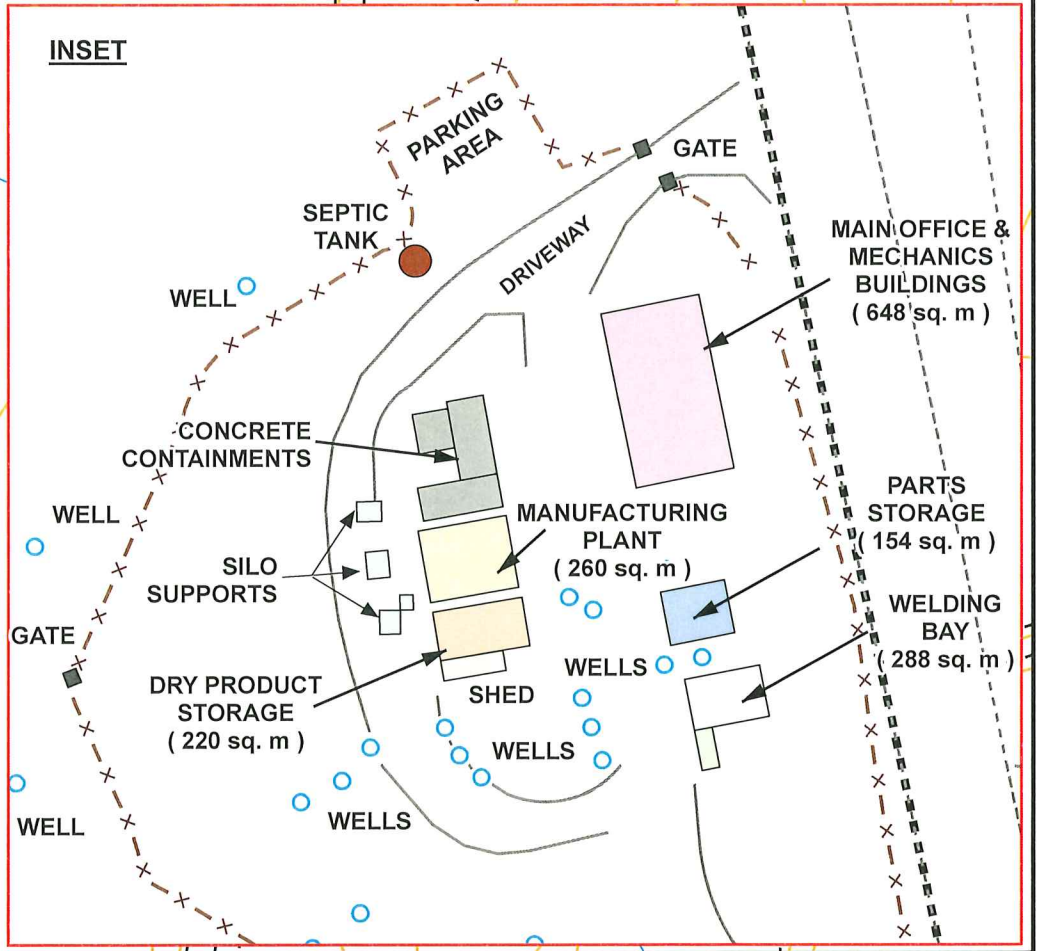 INSET
PARKING
AREA
GATE
SEPTIC
TANK
DRIVEWAY
MAIN OFFICE &
MECHANICS
BUILDINGS
( 648 sq. m )
WELL
CONCRETE
CONTAINMENTS
WELL
MANUFACTURING
PLANT
( 260 sq. m )
PARTS
STORAGE
( 154 sq. m )
SILO
SUPPORTS
WELDING
BAY
( 288 sq. m )
GATE
WELLS
DRY PRODUCT
STORAGE
( 220 sq. m )
SHED
WELLS
WELL
WELLS